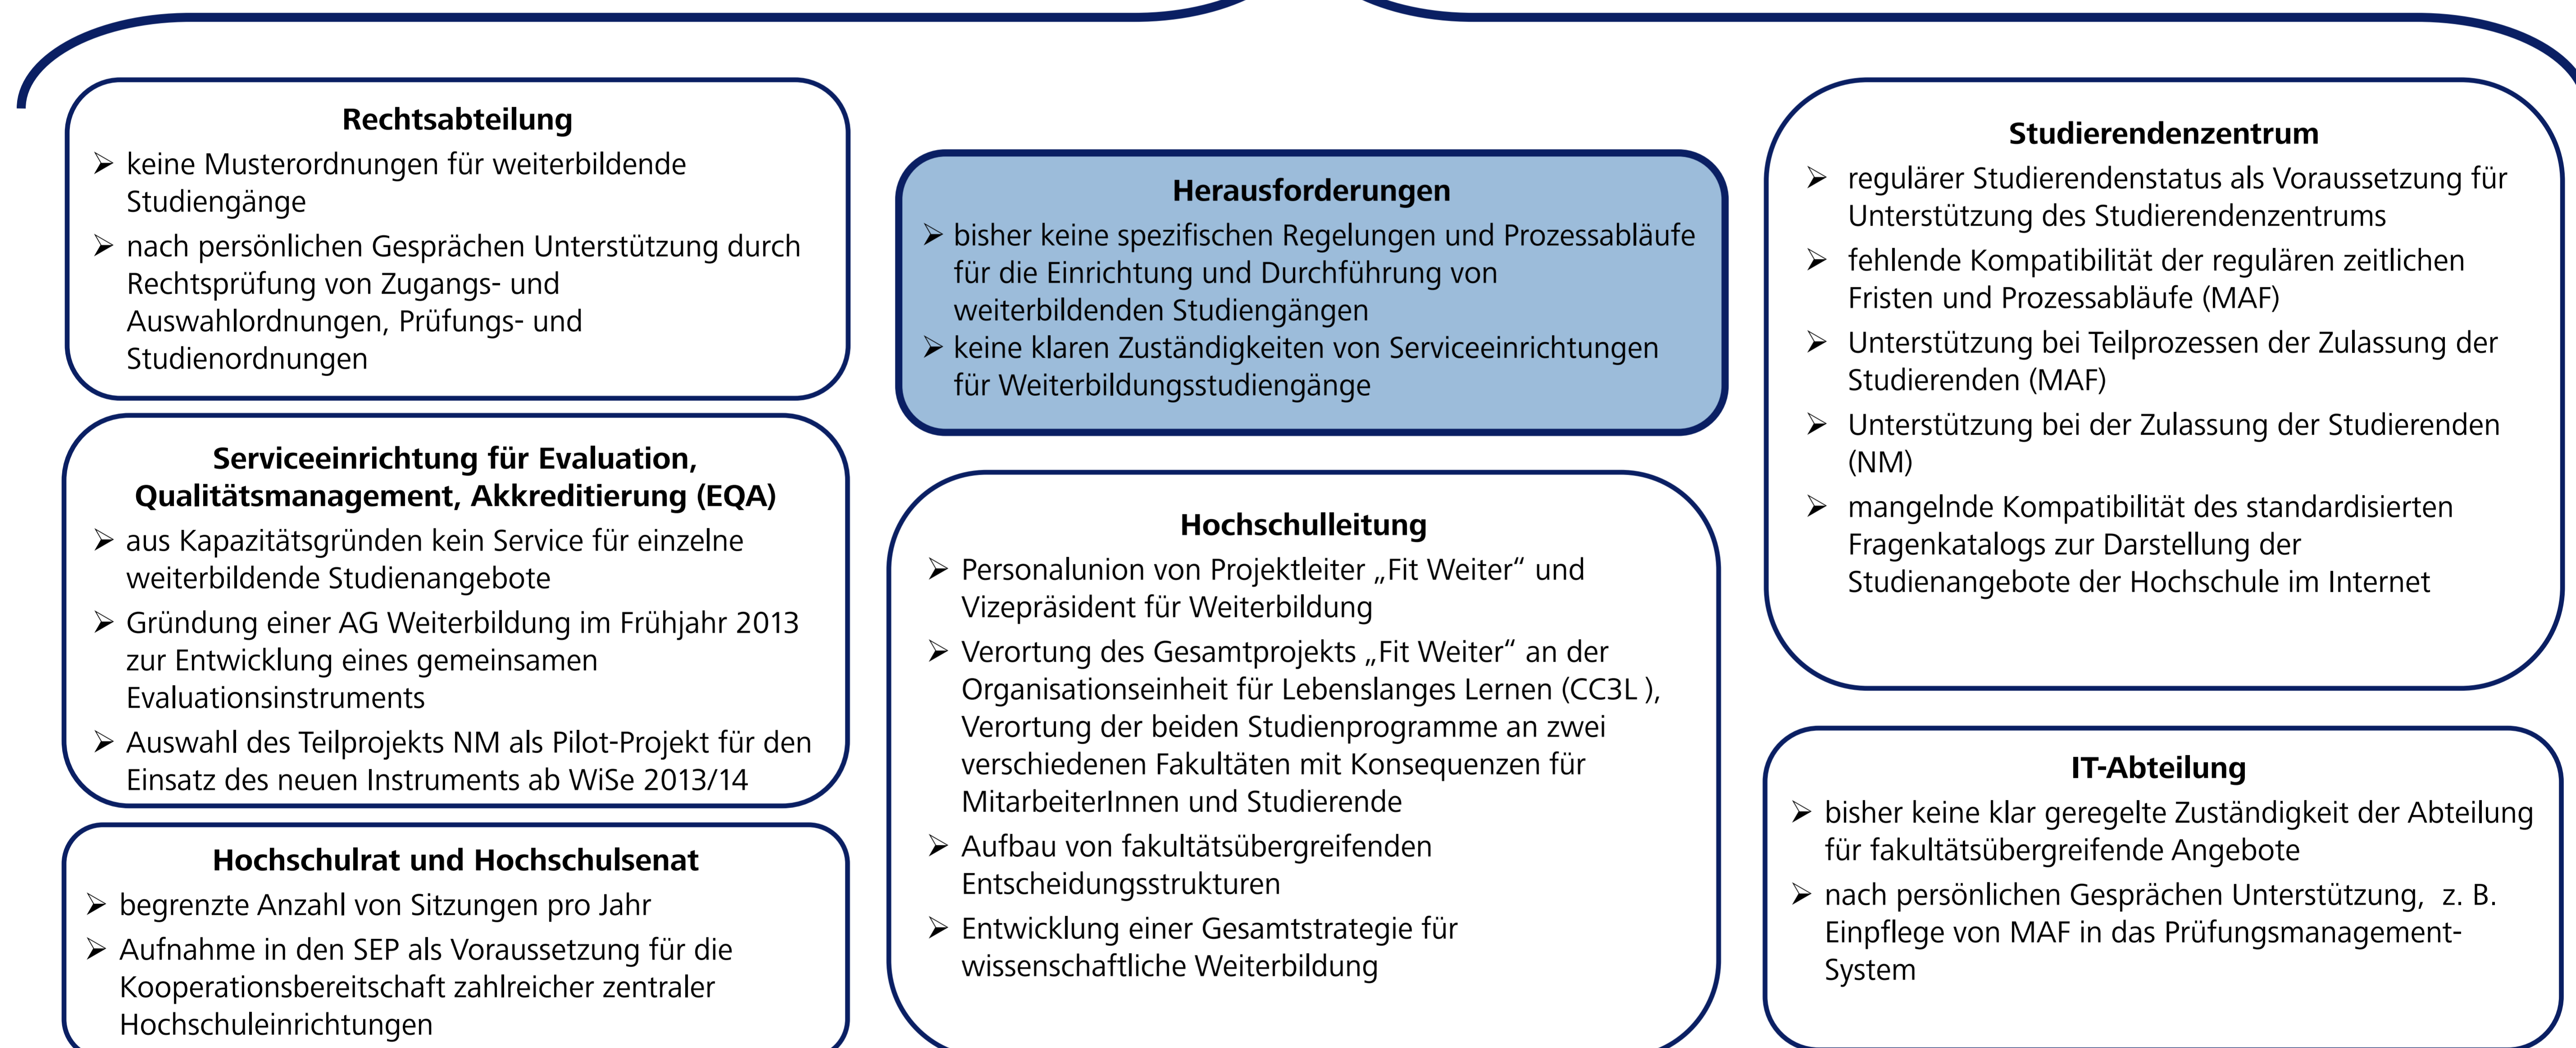 Rechtsabteilung
➢ keine Musterordnungen für weiterbildende
Studiengänge
➢ nach persönlichen Gesprächen Unterstützung durch
Rechtsprüfung von Zugangs- und
Auswahlordnungen, Prüfungs- und
Studienordnungen
Serviceeinrichtung für Evaluation,
Qualitätsmanagement, Akkreditierung (EQA)
➢ aus Kapazitätsgründen kein Service für einzelne
weiterbildende Studienangebote
➢ Gründung einer AG Weiterbildung im Frühjahr 2013
zur Entwicklung eines gemeinsamen
Evaluationsinstruments
➢ Auswahl des Teilprojekts NM als Pilot-Projekt für den
Einsatz des neuen Instruments ab WiSe 2013/14
Hochschulrat und Hochschulsenat
➢ begrenzte Anzahl von Sitzungen pro Jahr
➢ Aufnahme in den SEP als Voraussetzung für die
Kooperationsbereitschaft zahlreicher zentraler
Hochschuleinrichtungen
Herausforderungen
➢ bisher keine spezifischen Regelungen und Prozessabläufe
für die Einrichtung und Durchführung von
weiterbildenden Studiengängen
➢ keine klaren Zuständigkeiten von Serviceeinrichtungen
für Weiterbildungsstudiengänge
Hochschulleitung
➢ Personalunion von Projektleiter „Fit Weiter“ und
Vizepräsident für Weiterbildung
➢ Verortung des Gesamtprojekts „Fit Weiter“ an der
Organisationseinheit für Lebenslanges Lernen (CC3L ),
Verortung der beiden Studienprogramme an zwei
verschiedenen Fakultäten mit Konsequenzen für
MitarbeiterInnen und Studierende
➢ Aufbau von fakultätsübergreifenden
Entscheidungsstrukturen
➢ Entwicklung einer Gesamtstrategie für
wissenschaftliche Weiterbildung
Studierendenzentrum
➢ regulärer Studierendenstatus als Voraussetzung für
Unterstützung des Studierendenzentrums
➢ fehlende Kompatibilität der regulären zeitlichen
Fristen und Prozessabläufe (MAF)
➢ Unterstützung bei Teilprozessen der Zulassung der
Studierenden (MAF)
➢ Unterstützung bei der Zulassung der Studierenden
(NM)
➢ mangelnde Kompatibilität des standardisierten
Fragenkatalogs zur Darstellung der
Studienangebote der Hochschule im Internet
IT-Abteilung
➢ bisher keine klar geregelte Zuständigkeit der Abteilung
für fakultätsübergreifende Angebote
➢ nach persönlichen Gesprächen Unterstützung, z. B.
Einpflege von MAF in das Prüfungsmanagement-
System